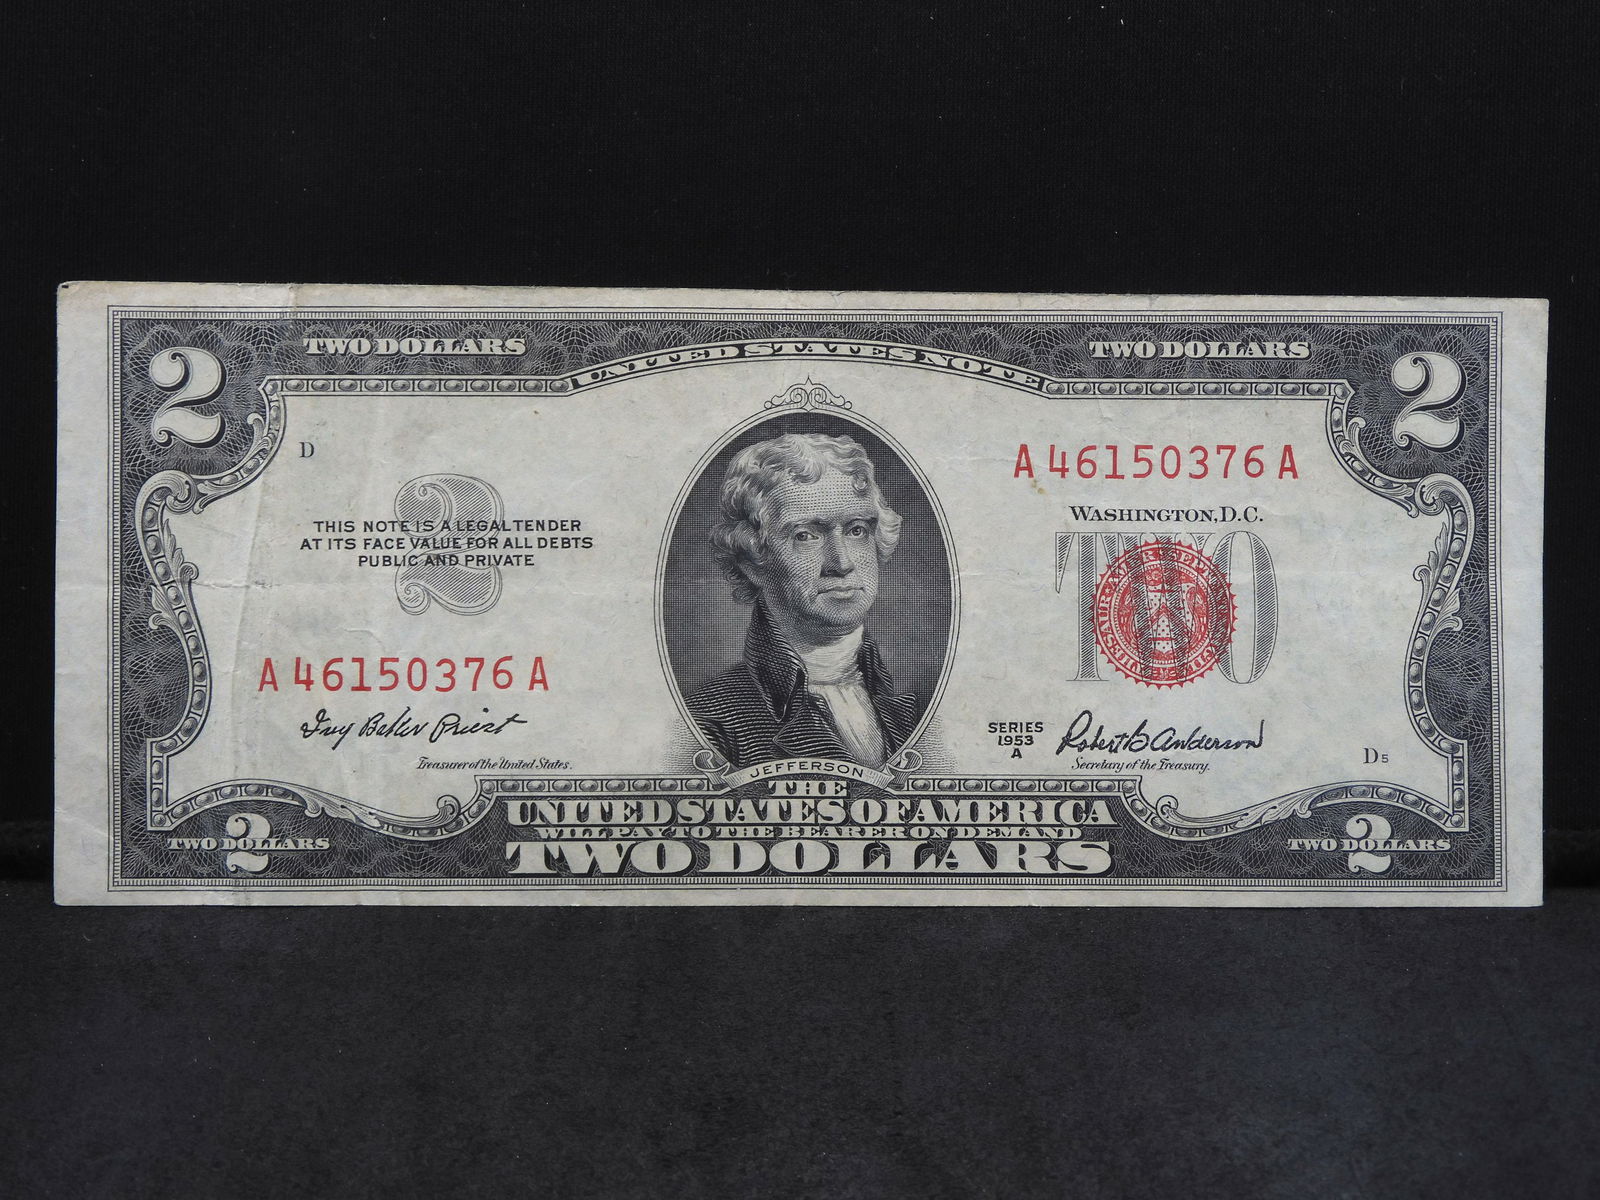 TWO DOLLARS UNITED STATES NOTE TWO DOLLARS
2 2
D
A 46150376 A
WASHINGTON, D.C.
2
THIS NOTE IS A LEGAL TENDER
AT ITS FACE VALUE FOR ALL DEBTS
PUBLIC AND PRIVATE
TWO
A 46150376 A
Ivy Baker Priest
Treasurer of the United States.
SERIES
1953
A
Robert B Anderson
Secretary of the Treasury.
D5
JEFFERSON
THE
UNITED STATES OF AMERICA
WILL PAY TO THE BEARER ON DEMAND
TWO DOLLARS
TWO 2 DOLLARS
TWO 2 DOLLARS